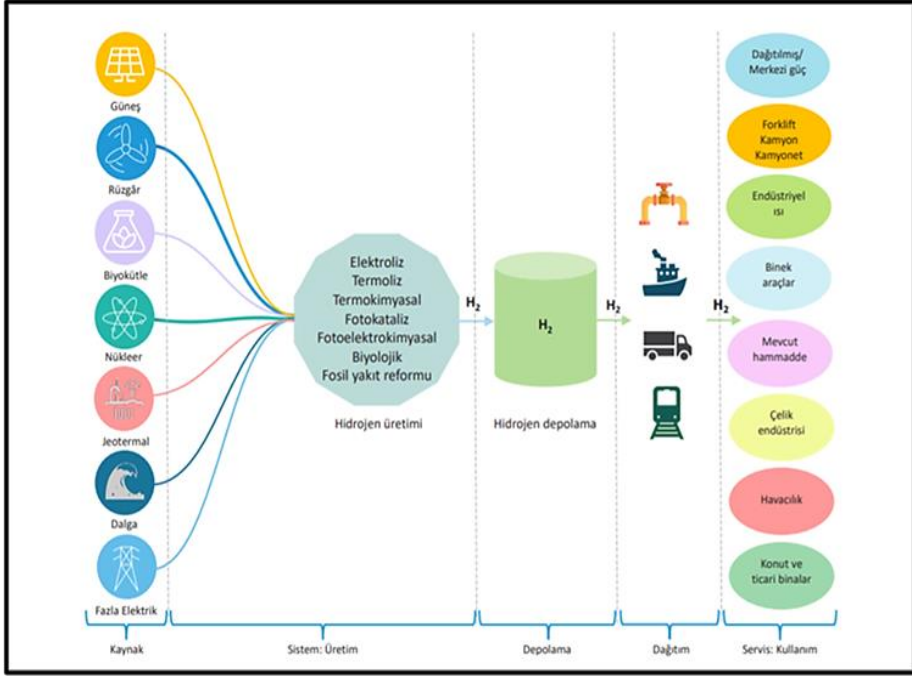 Güneş
Rüzgâr
Biyokütle
Nükleer
Jeotermal
Dalga
Fazla Elektrik
Kaynak
Elektroliz
Termoliz
Termokimyasal
Fotokataliz
Fotoelektrokimyasal
Biyolojik
Fosil yakıt reformu
Hidrojen üretimi
Sistem: Üretim
H₂
H₂
Hidrojen depolama
Depolama
H₂
Dağıtım
H₂
Dağıtılmış/
Merkezi güç
Forklift
Kamyon
Kamyonet
Endüstriyel
ısı
Binek
araçlar
Mevcut
hammadde
Çelik
endüstrisi
Havacılık
Konut ve
ticari binalar
Servis: Kullanım